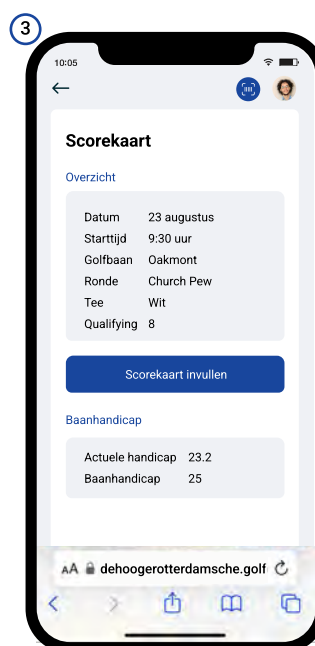 3
10:05
Scorekaart
Overzicht
Datum 23 augustus
Starttijd 9:30 uur
Golfbaan Oakmont
Ronde Church Pew
Tee Wit
Qualifying 8
Scorekaart invullen
Baanhandicap
Actuele handicap 23.2
Baanhandicap 25
AA dehoogerotterdamsche.golf